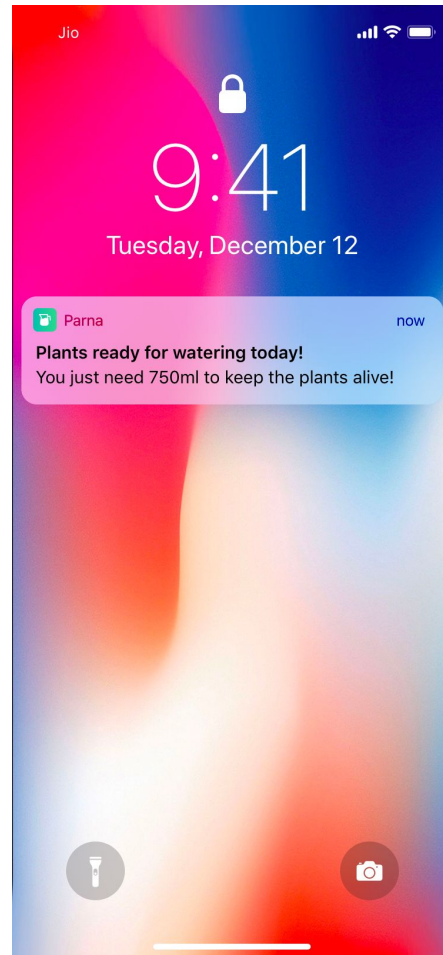 Jio
9:41
Tuesday, December 12
Parna now
Plants ready for watering today!
You just need 750ml to keep the plants alive!